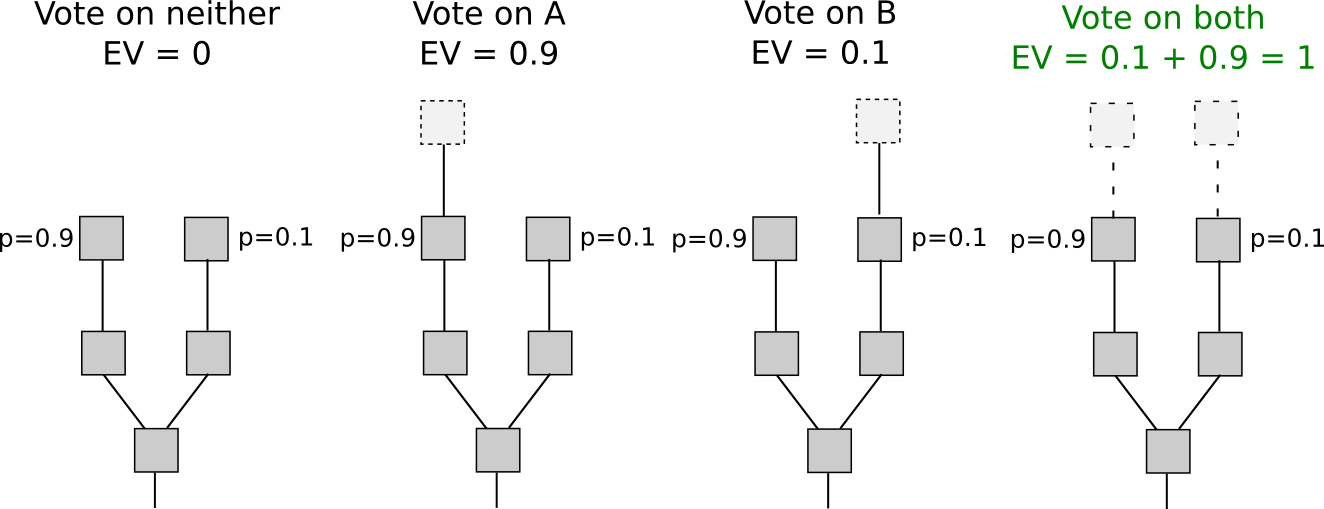 Vote on neither
EV = 0
Vote on A
EV = 0.9
Vote on B
EV = 0.1
Vote on both
EV = 0.1 + 0.9 = 1
p=0.9
p=0.1
p=0.9
p=0.1
p=0.9
p=0.1
p=0.9
p=0.1